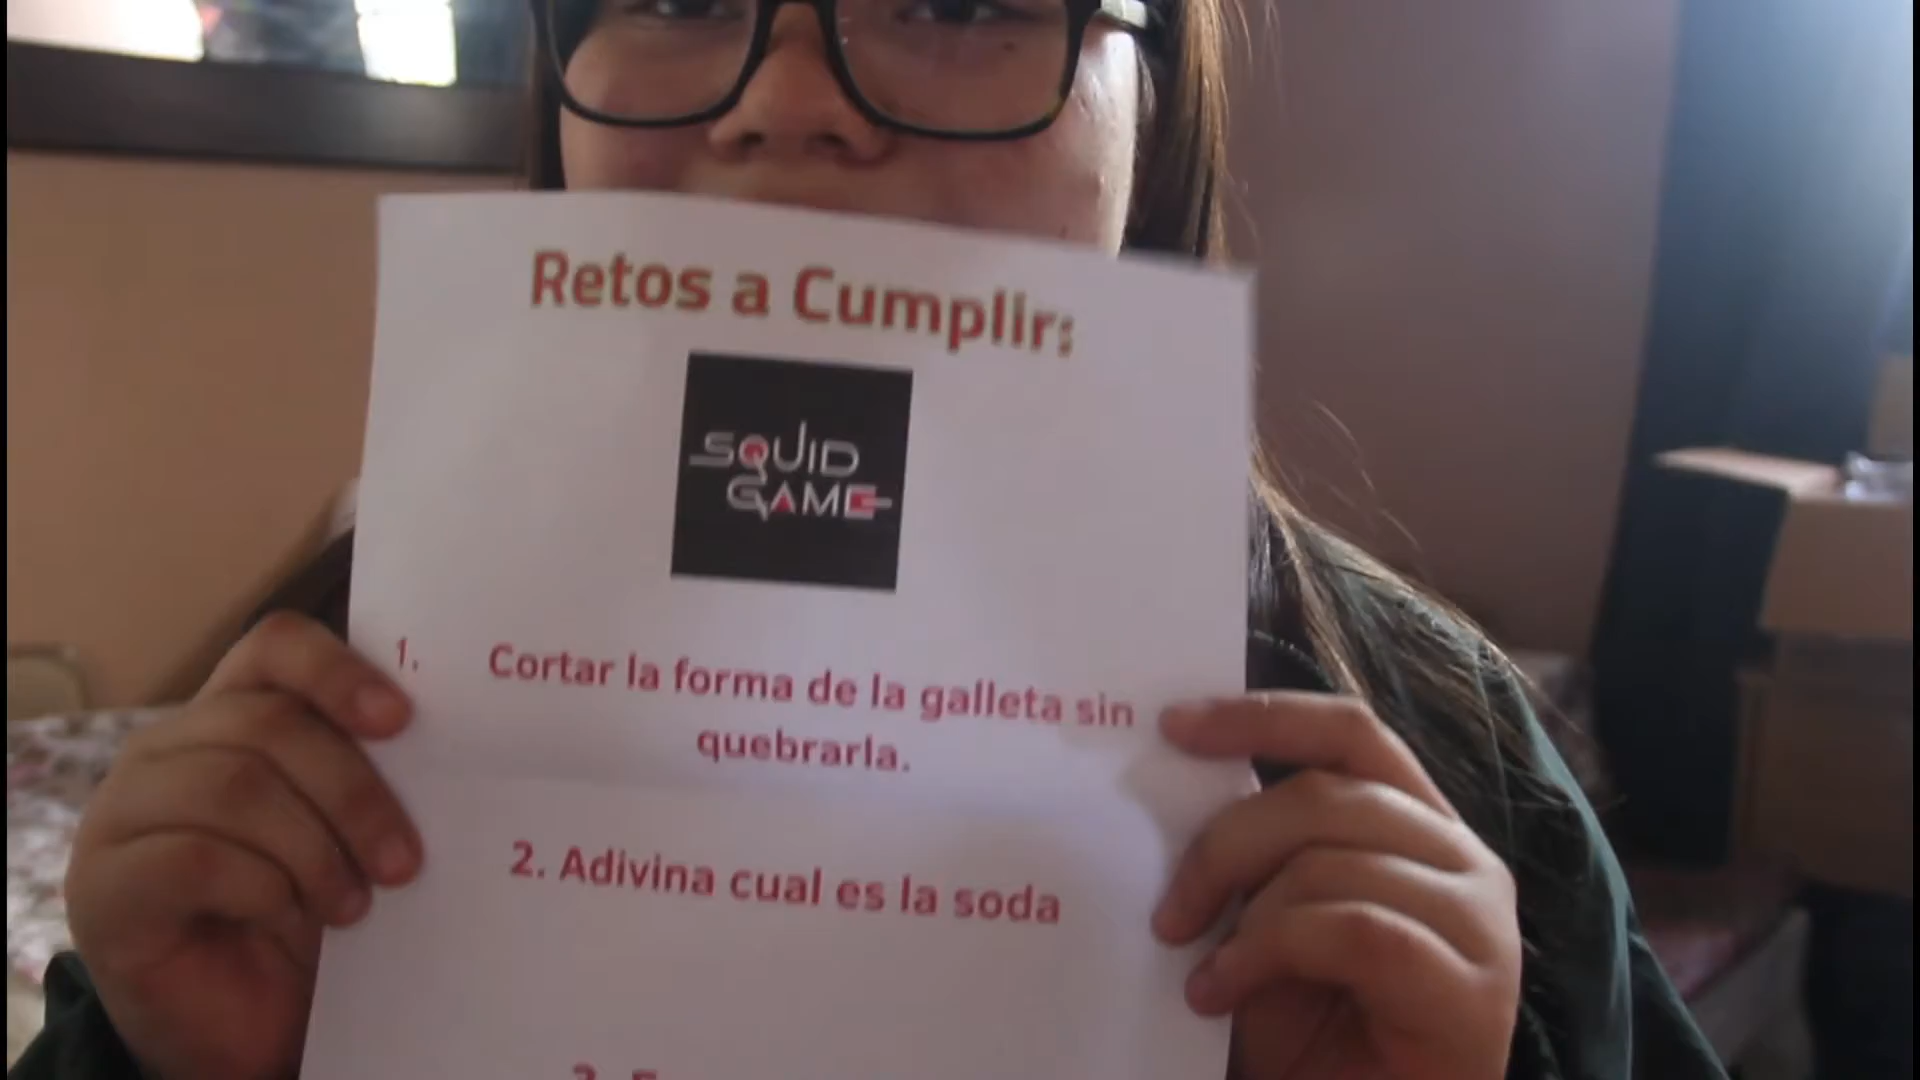 Retos a Cumplir:
SQUID
GAME
1. Cortar la forma de la galleta sin
quebrarla.
2. Adivina cual es la soda